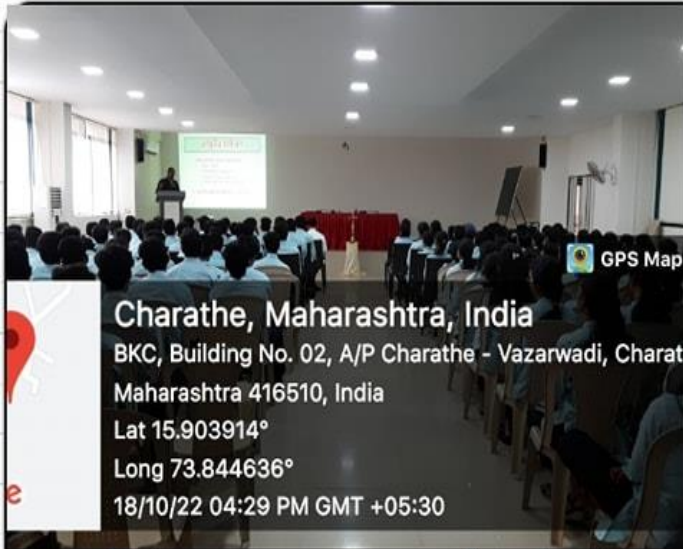 GPS Map
Charathe, Maharashtra, India
BKC, Building No. 02, A/P Charathe - Vazarwadi, Charat
Maharashtra 416510, India
Lat 15.903914°
Long 73.844636°
18/10/22 04:29 PM GMT +05:30
e